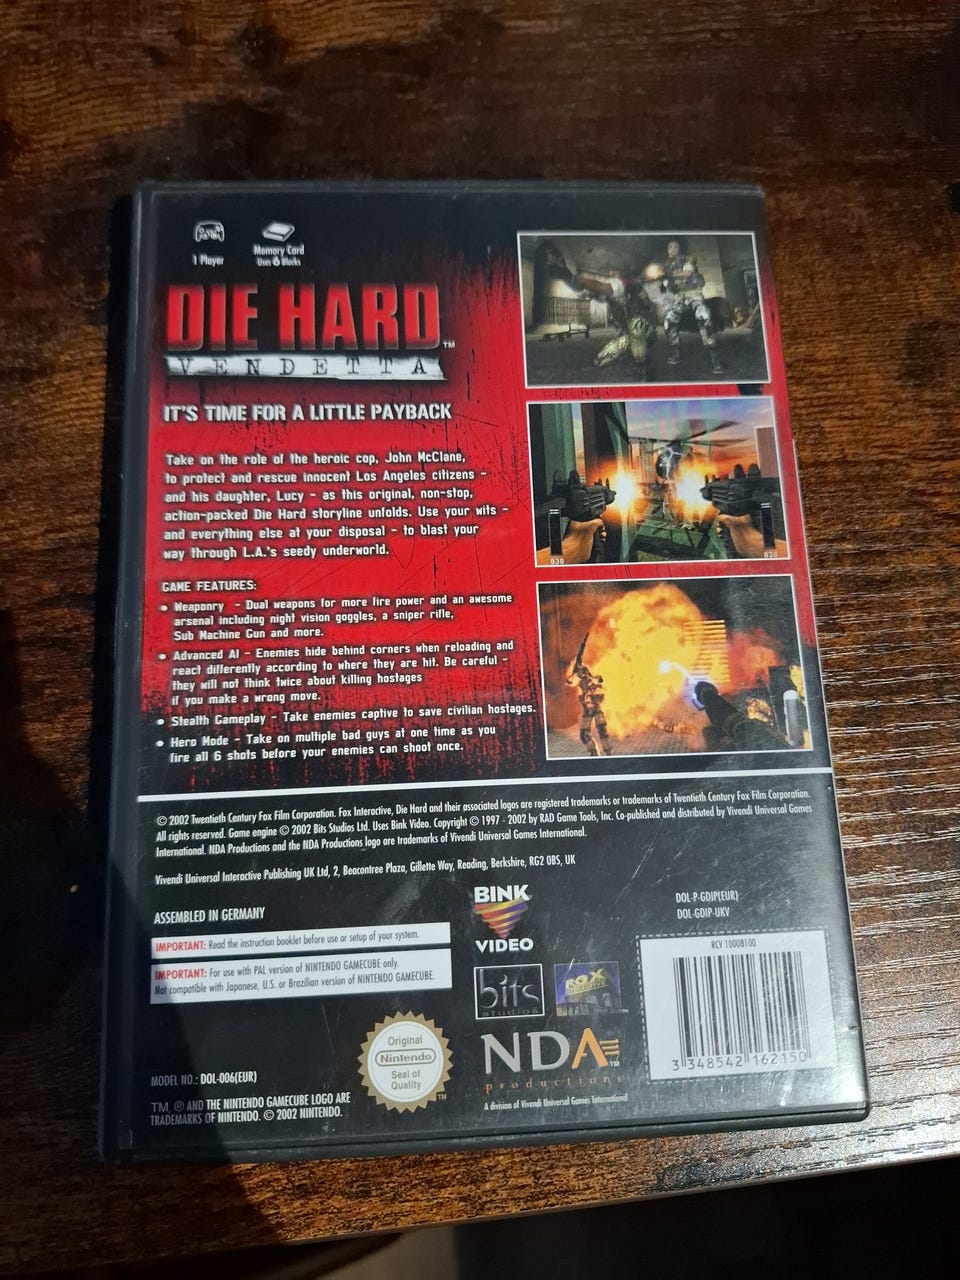 1 Player
Memory Card
Uses 6 Blocks
DIE HARD™
VENDETTA
IT'S TIME FOR A LITTLE PAYBACK
Take on the role of the heroic cop, John McClane,
to protect and rescue innocent Los Angeles citizens -
and his daughter, Lucy - as this original, non-stop,
action-packed Die Hard storyline unfolds. Use your wits -
and everything else at your disposal - to blast your
way through L.A.'s seedy underworld.
GAME FEATURES:
• Weaponry - Dual weapons for more fire power and an awesome
arsenal including night vision goggles, a sniper rifle,
Sub Machine Gun and more.
• Advanced AI - Enemies hide behind corners when reloading and
react differently according to where they are hit. Be careful -
they will not think twice about killing hostages
if you make a wrong move.
• Stealth Gameplay - Take enemies captive to save civilian hostages.
• Hero Mode - Take on multiple bad guys at one time as you
fire all 6 shots before your enemies can shoot once.
030
030
© 2002 Twentieth Century Fox Film Corporation. Fox Interactive, Die Hard and their associated logos are registered trademarks or trademarks of Twentieth Century Fox Film Corporation.
All rights reserved. Game engine © 2002 Bits Studios Ltd. Uses Bink Video. Copyright © 1997 - 2002 by RAD Game Tools, Inc. Co-published and distributed by Vivendi Universal Games
International. NDA Productions and the NDA Productions logo are trademarks of Vivendi Universal Games International.
Vivendi Universal Interactive Publishing UK Ltd, 2, Beacontree Plaza, Gillette Way, Reading, Berkshire, RG2 0BS, UK
ASSEMBLED IN GERMANY
IMPORTANT: Read the instruction booklet before use or setup of your system.
IMPORTANT: For use with PAL version of NINTENDO GAMECUBE only.
Not compatible with Japanese, U.S. or Brazilian version of NINTENDO GAMECUBE.
MODEL NO.: DOL-006(EUR)
TM, ® AND THE NINTENDO GAMECUBE LOGO ARE
TRADEMARKS OF NINTENDO. © 2002 NINTENDO.
Original
Nintendo
Seal of
Quality
TM
BINK
VIDEO
bits
studios
FOX
INTERACTIVE
TM
NDA™
productions
A division of Vivendi Universal Games International
DOL-P-GDIP(EUR)
DOL-GDIP-UKV
RCV 10008100
3 348542 162150